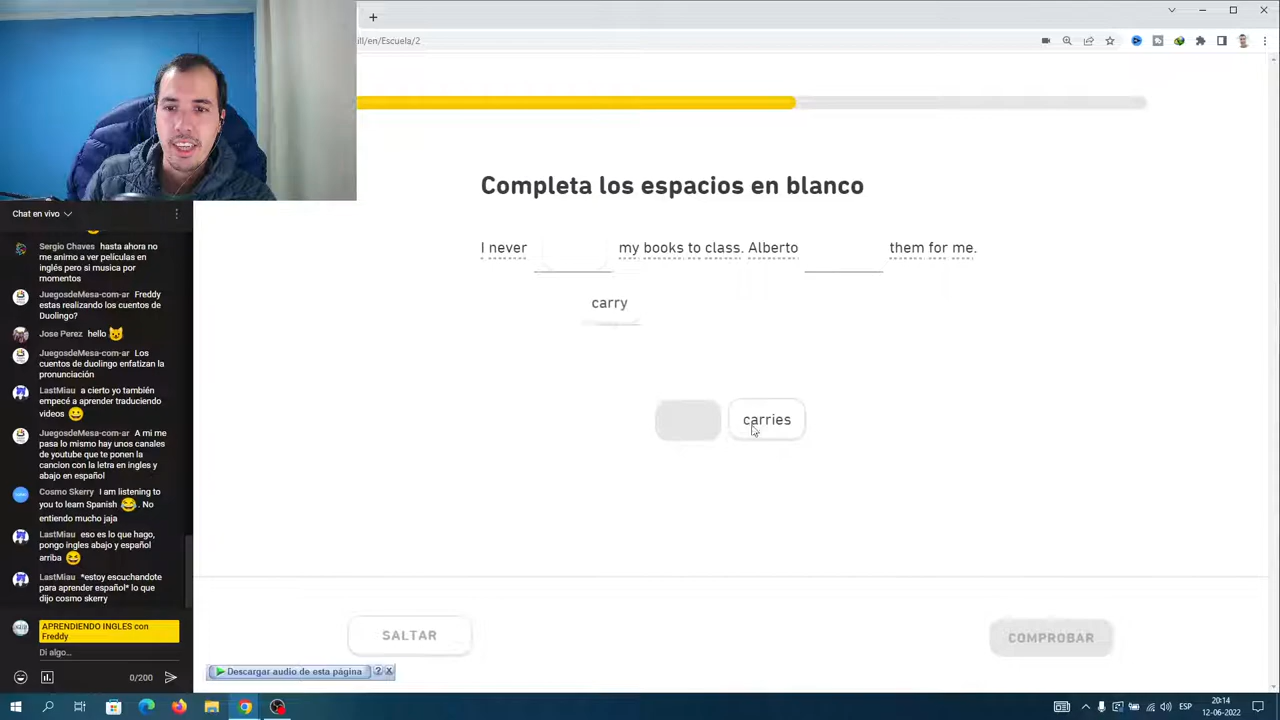 ill/en/Escuela/2
Chat en vivo
Completa los espacios en blanco
I never my books to class. Alberto them for me.
carry
carries
Sergio Chaves hasta ahora no
me animo a ver películas en
inglés pero si musica por
momentos
JuegosdeMesa-com-ar Freddy
estas realizando los cuentos de
Duolingo?
Jose Perez hello
JuegosdeMesa-com-ar Los
cuentos de duolingo enfatizan la
pronunciación
LastMiau a cierto yo también
empecé a aprender traduciendo
videos
JuegosdeMesa-com-ar A mi me
pasa lo mismo hay unos canales
de youtube que te ponen la
cancion con la letra en ingles y
abajo en español
Cosmo Skerry I am listening to
you to learn Spanish . No
entiendo mucho jaja
LastMiau eso es lo que hago,
pongo ingles abajo y español
arriba
LastMiau *estoy escuchandote
para aprender español* lo que
dijo cosmo skerry
APRENDIENDO INGLES con
Freddy
Di algo...
0/200
SALTAR
COMPROBAR
Descargar audio de esta página
? X
ESP
20:14
12-06-2022